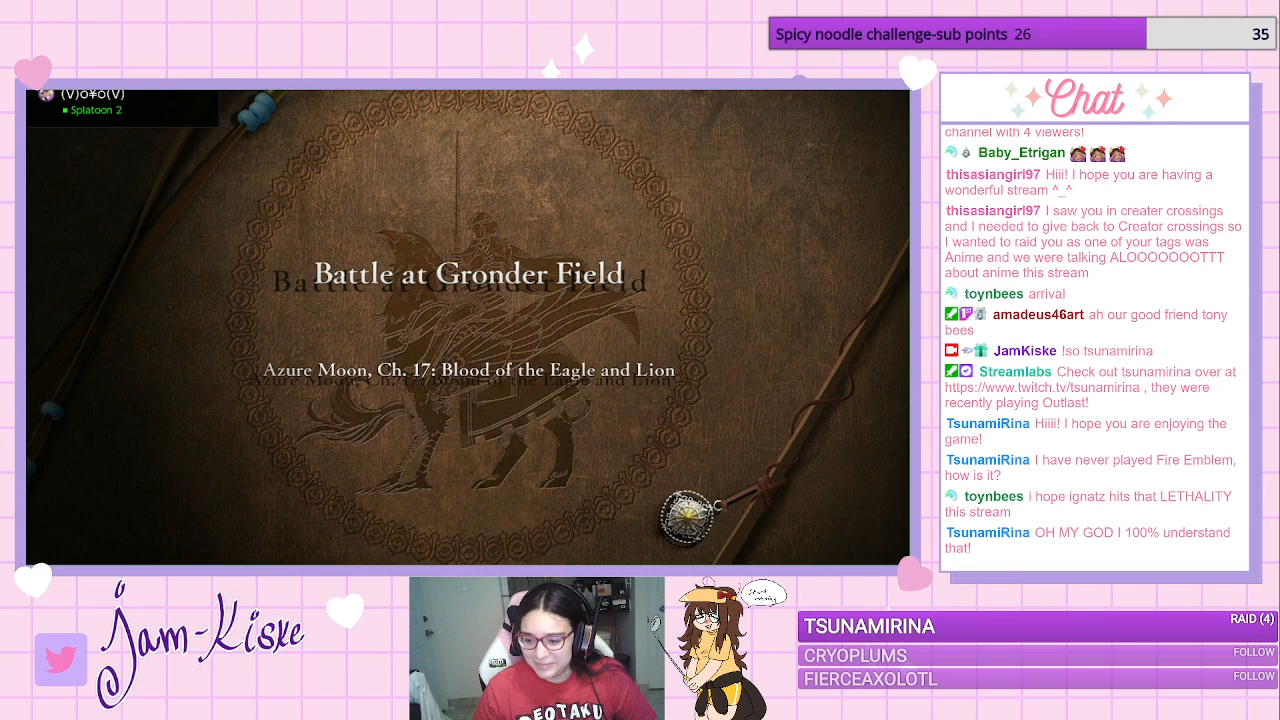 Spicy noodle challenge-sub points 26
35
(V)o¥o(V)
Splatoon 2
Battle at Gronder Field
Azure Moon, Ch. 17: Blood of the Eagle and Lion
Chat
channel with 4 viewers!
Baby_Etrigan
thisasiangirl97 Hiii! I hope you are having a
wonderful stream ^_^
thisasiangirl97 I saw you in creater crossings
and I needed to give back to Creator crossings so
I wanted to raid you as one of your tags was
Anime and we were talking ALOOOOOOOTTT
about anime this stream
toynbees arrival
amadeus46art ah our good friend tony
bees
JamKiske !so tsunamirina
Streamlabs Check out tsunamirina over at
https://www.twitch.tv/tsunamirina , they were
recently playing Outlast!
TsunamiRina Hiiii! I hope you are enjoying the
game!
TsunamiRina I have never played Fire Emblem,
how is it?
toynbees i hope ignatz hits that LETHALITY
this stream
TsunamiRina OH MY GOD I 100% understand
that!
@Jam-Kiske
TSUNAMIRINA
RAID (4)
CRYOPLUMS
FOLLOW
FIERCEAXOLOTL
FOLLOW